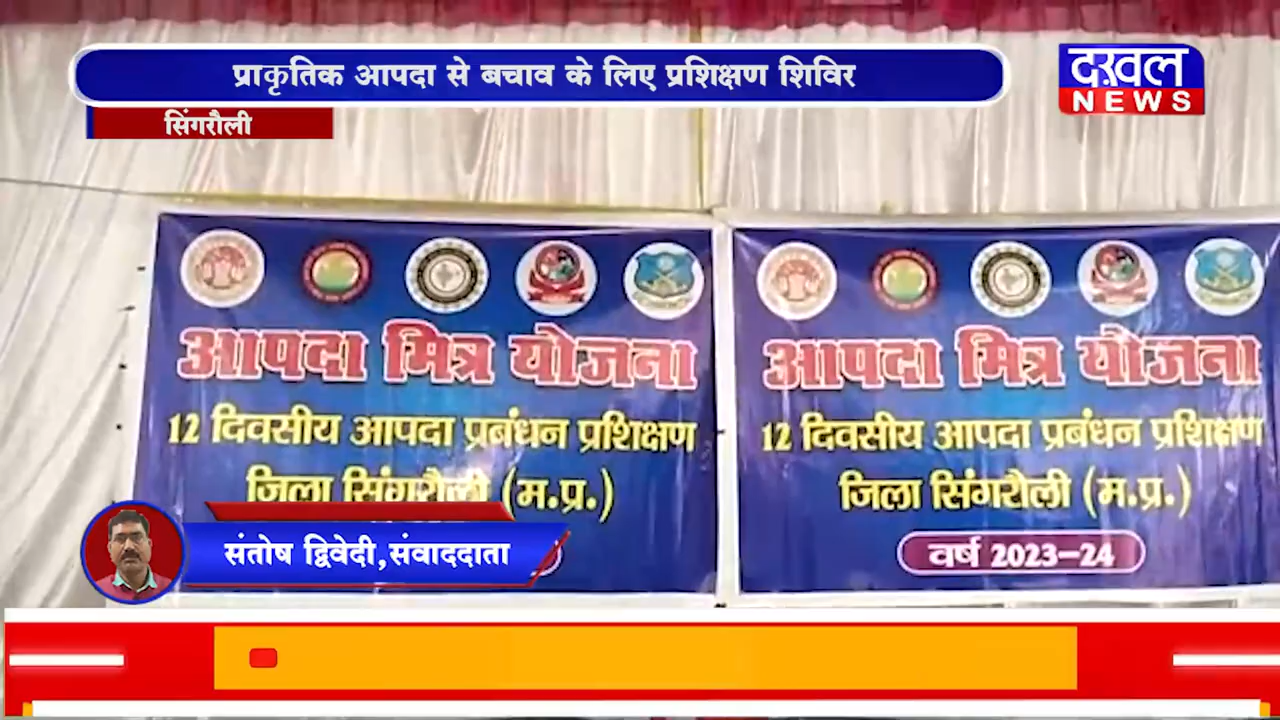 प्राकृतिक आपदा से बचाव के लिए प्रशिक्षण शिविर
दखल
NEWS
सिंगरौली
आपदा मित्र योजना
12 दिवसीय आपदा प्रबंधन प्रशिक्षण
जिला सिंगरौली (म.प्र.)
आपदा मित्र योजना
12 दिवसीय आपदा प्रबंधन प्रशिक्षण
जिला सिंगरौली (म.प्र.)
वर्ष 2023-24
संतोष द्विवेदी,संवाददाता